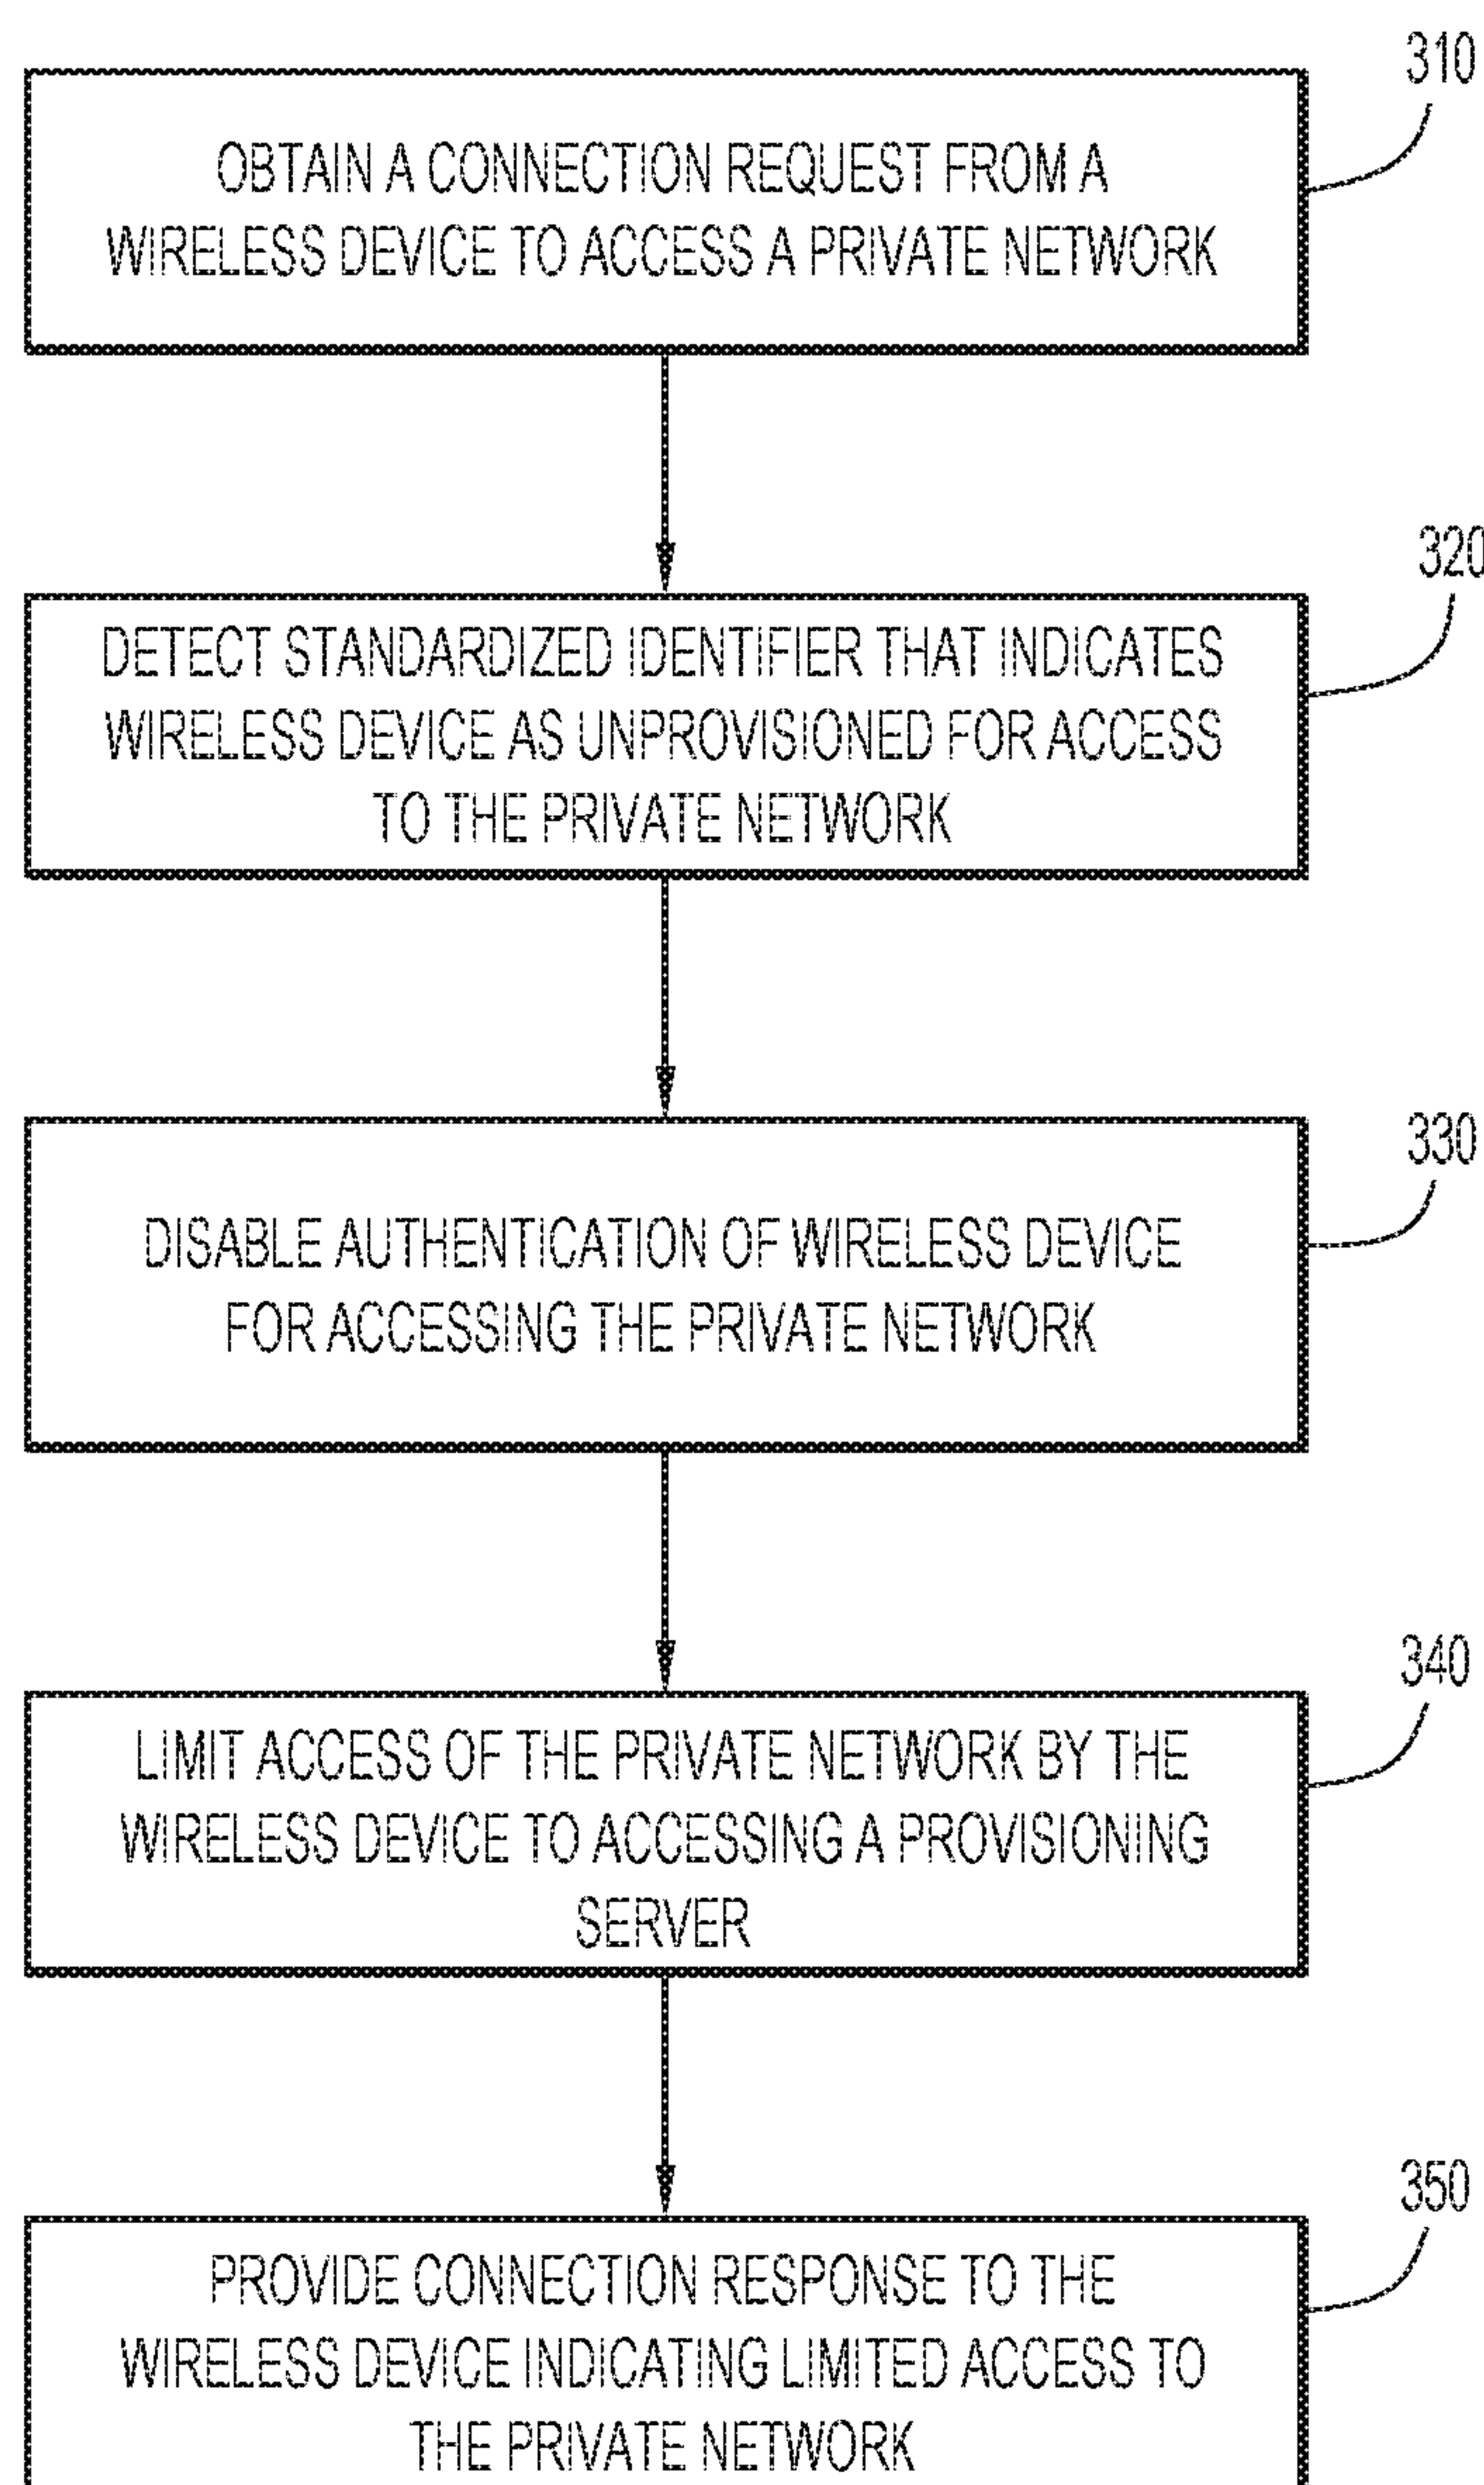 310
OBTAIN A CONNECTION REQUEST FROM A
WIRELESS DEVICE TO ACCESS A PRIVATE NETWORK
320
DETECT STANDARDIZED IDENTIFIER THAT INDICATES
WIRELESS DEVICE AS UNPROVISIONED FOR ACCESS
TO THE PRIVATE NETWORK
330
DISABLE AUTHENTICATION OF WIRELESS DEVICE
FOR ACCESSING THE PRIVATE NETWORK
340
LIMIT ACCESS OF THE PRIVATE NETWORK BY THE
WIRELESS DEVICE TO ACCESSING A PROVISIONING
SERVER
350
PROVIDE CONNECTION RESPONSE TO THE
WIRELESS DEVICE INDICATING LIMITED ACCESS TO
THE PRIVATE NETWORK